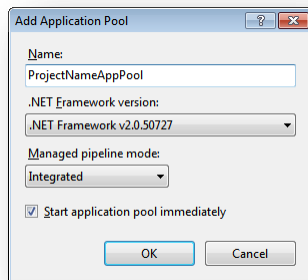 Add Application Pool
Name:
ProjectNameAppPool
.NET Framework version:
.NET Framework v2.0.50727
Managed pipeline mode:
Integrated
Start application pool immediately
OK Cancel